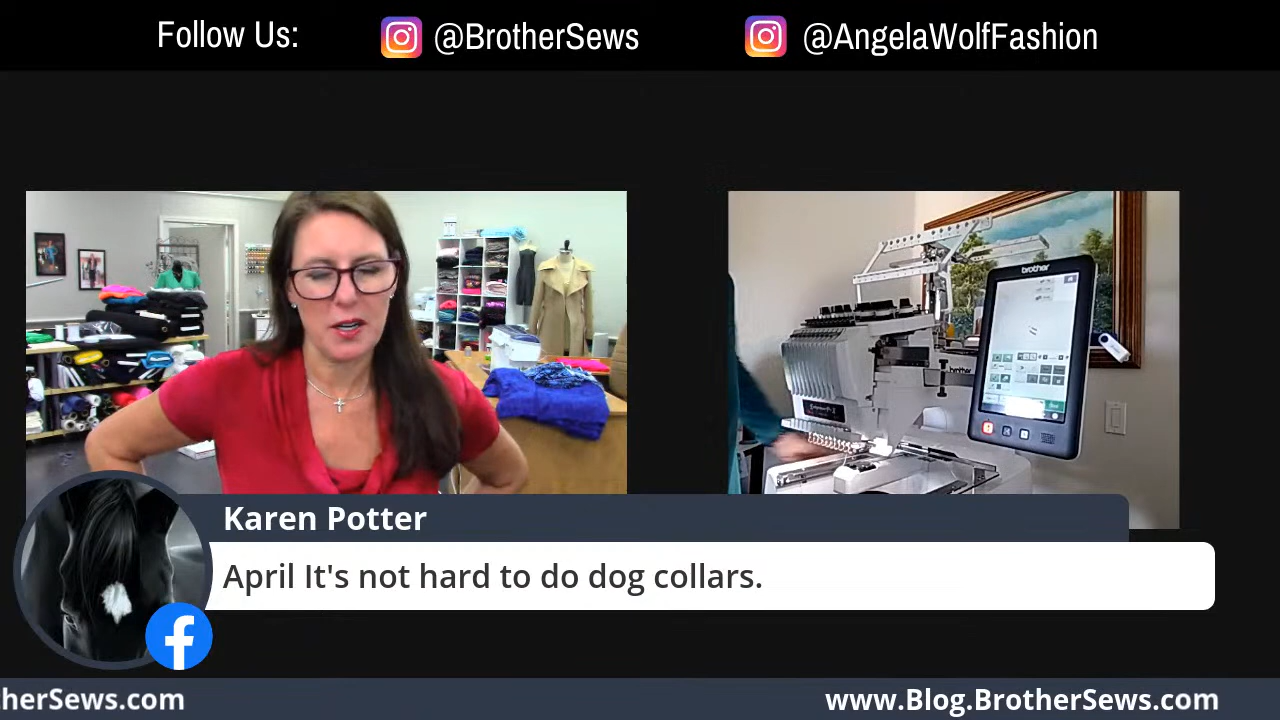 Follow Us:
@BrotherSews
@AngelaWolfFashion
brother
Karen Potter
April It's not hard to do dog collars.
herSews.com
www.Blog.BrotherSews.com